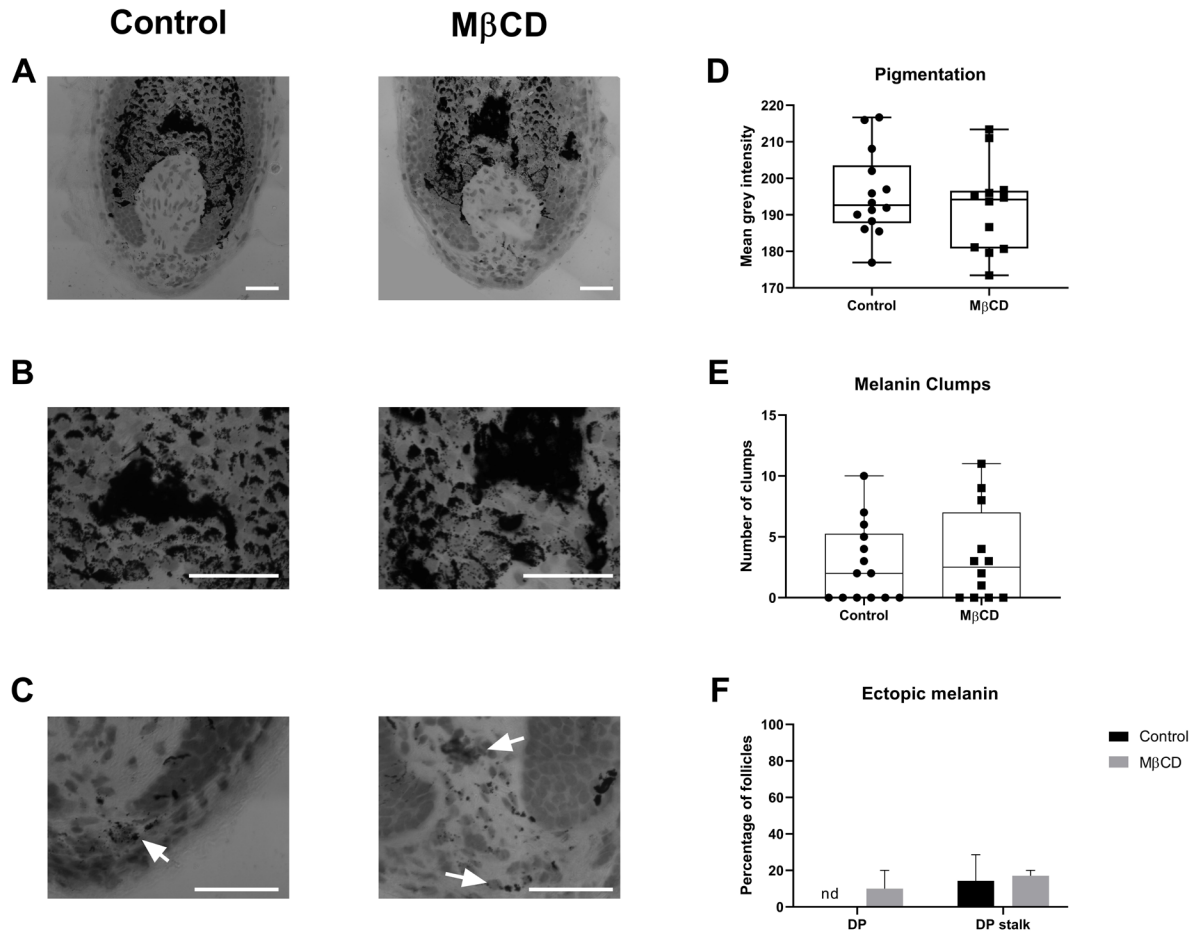 Control
MβCD
A
B
C
D
Pigmentation
Mean grey intensity
220
210
200
190
180
170
Control
MβCD
E
Melanin Clumps
Number of clumps
15
10
5
0
Control
MβCD
F
Ectopic melanin
Percentage of follicles
100
80
60
40
20
0
nd
DP
DP stalk
Control
MβCD